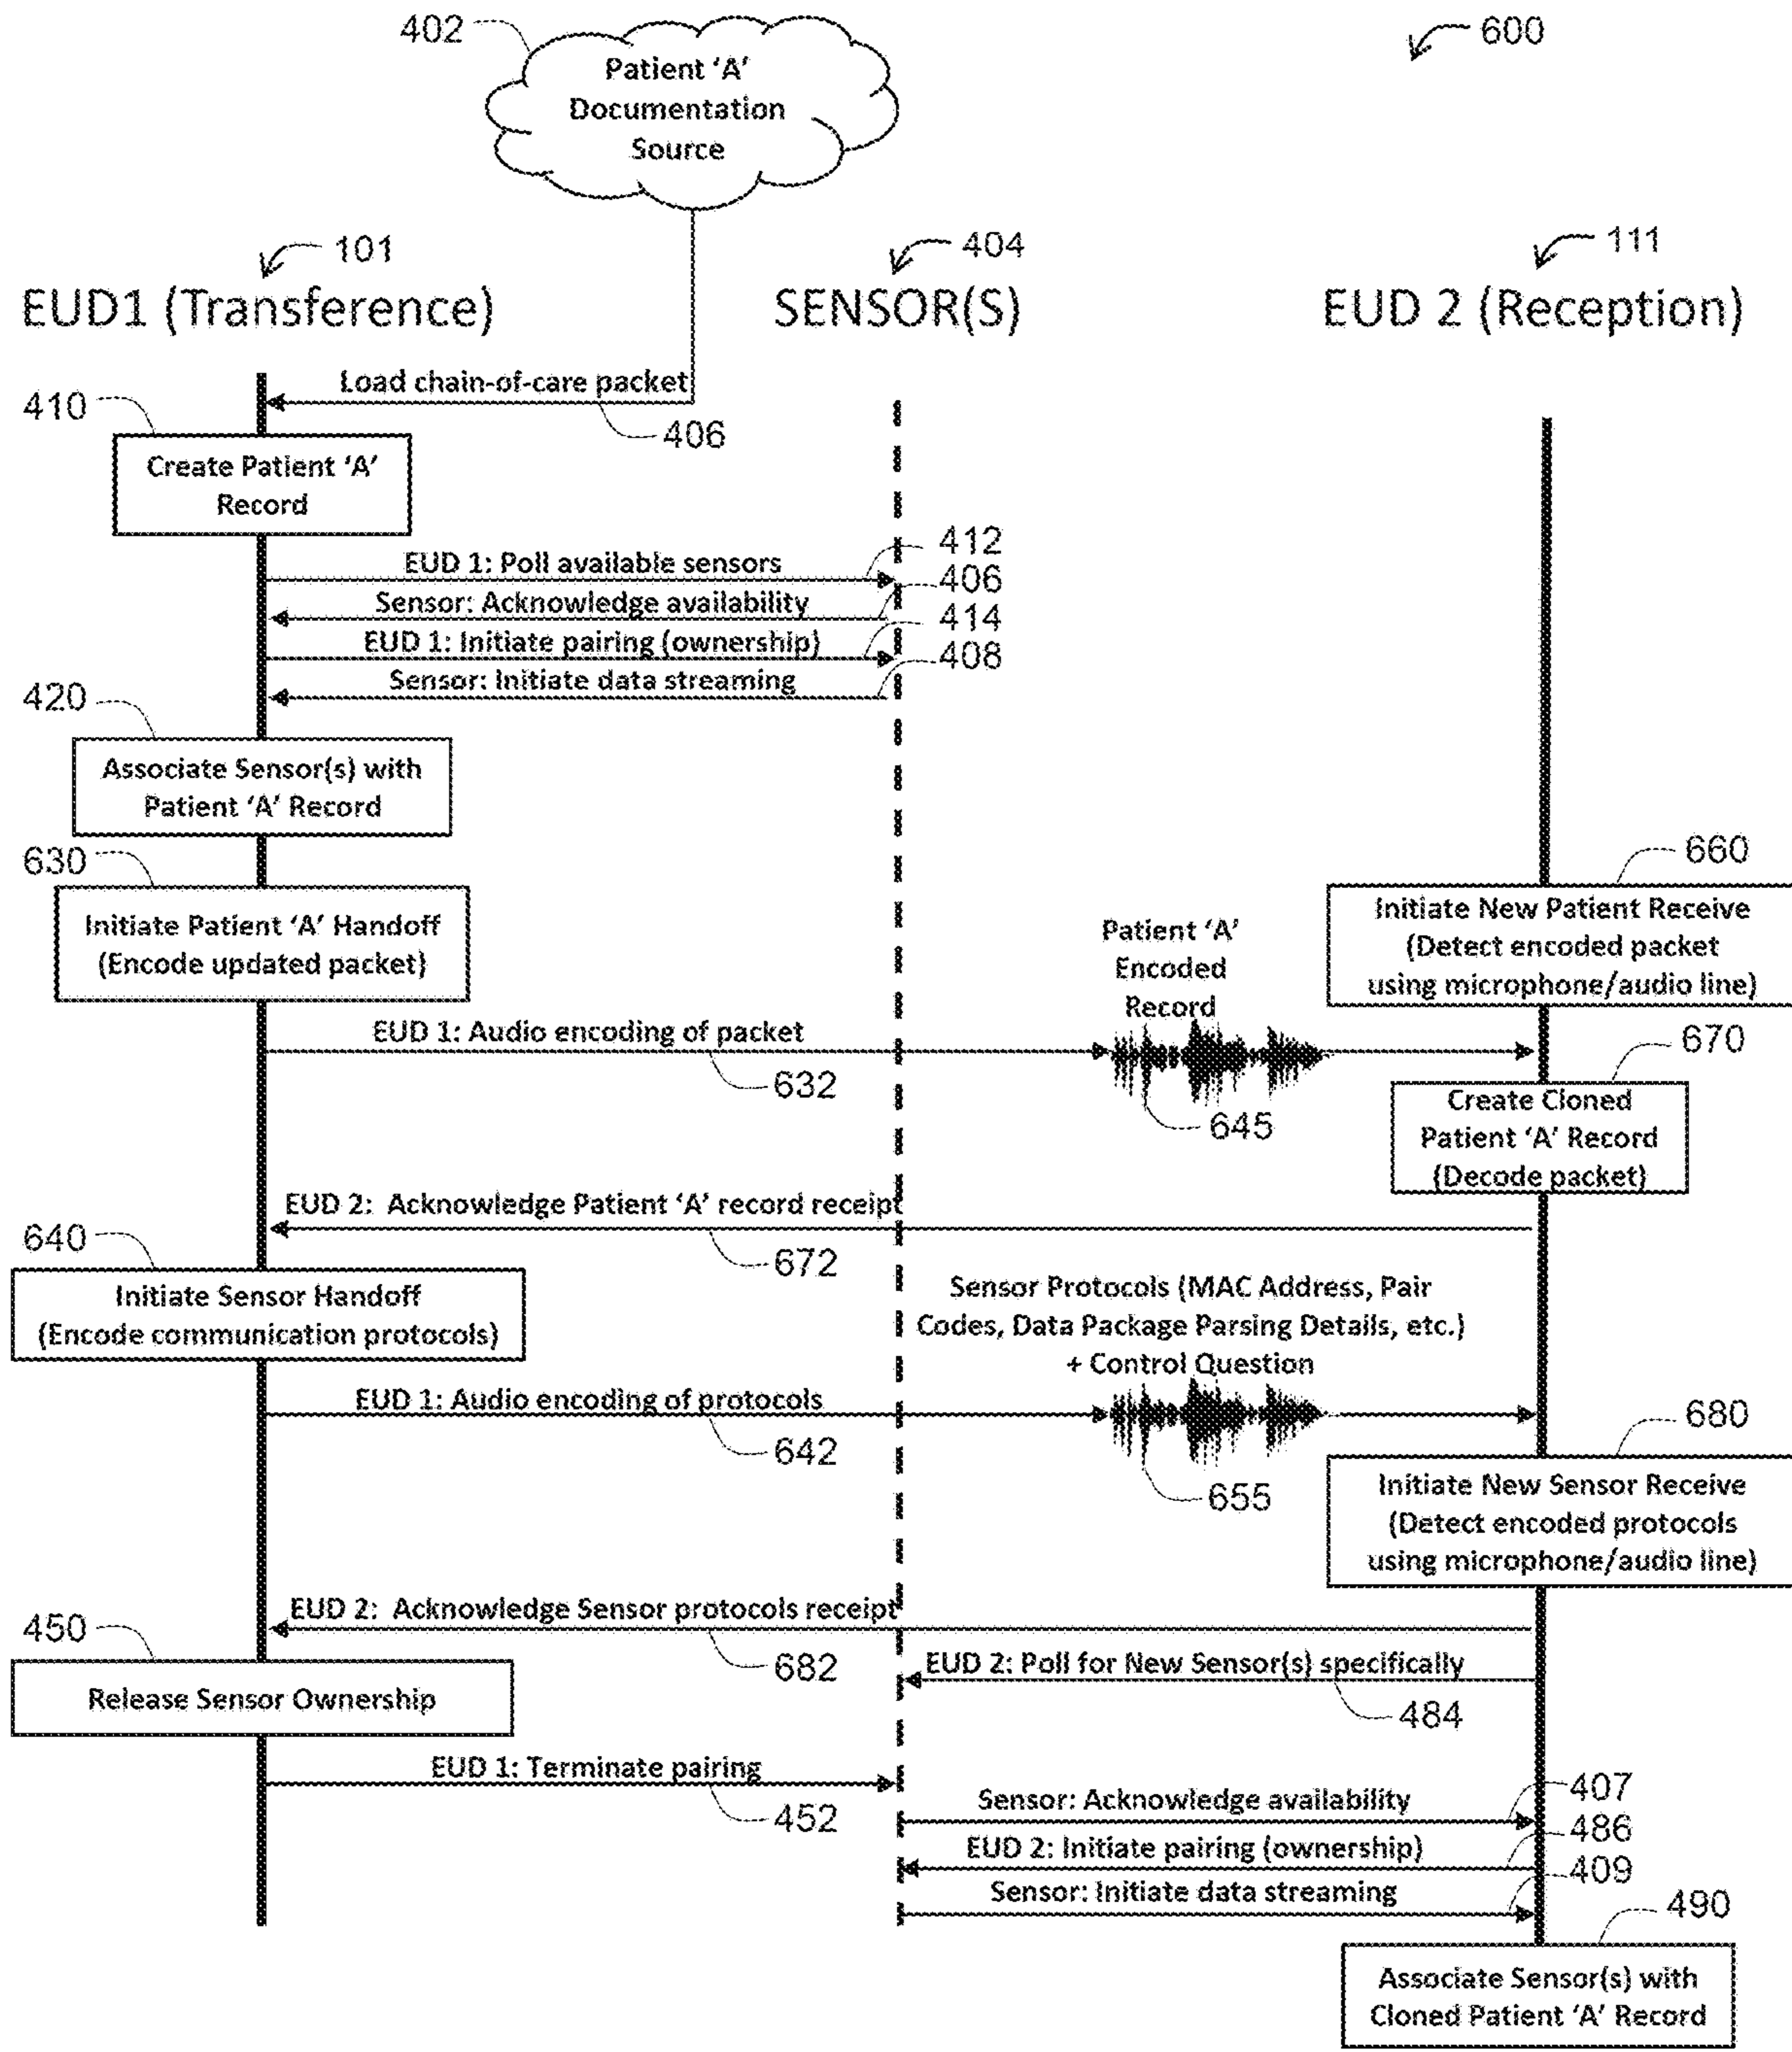 402
600
Patient ‘A’
Documentation
Source
101
404
111
EUD1 (Transference)
SENSOR(S)
EUD 2 (Reception)
Load chain-of-care packet
410
406
Create Patient ‘A’
Record
412
EUD 1: Poll available sensors
406
Sensor: Acknowledge availability
414
EUD 1: Initiate pairing (ownership)
408
Sensor: Initiate data streaming
420
Associate Sensor(s) with
Patient ‘A’ Record
630
660
Initiate Patient ‘A’ Handoff
(Encode updated packet)
Initiate New Patient Receive
(Detect encoded packet
using microphone/audio line)
Patient ‘A’
Encoded
Record
EUD 1: Audio encoding of packet
632
645
670
Create Cloned
Patient ‘A’ Record
(Decode packet)
EUD 2: Acknowledge Patient ‘A’ record receipt
672
640
Initiate Sensor Handoff
(Encode communication protocols)
Sensor Protocols (MAC Address, Pair
Codes, Data Package Parsing Details, etc.)
+ Control Question
EUD 1: Audio encoding of protocols
642
655
680
Initiate New Sensor Receive
(Detect encoded protocols
using microphone/audio line)
EUD 2: Acknowledge Sensor protocols receipt
682
450
Release Sensor Ownership
EUD 2: Poll for New Sensor(s) specifically
484
EUD 1: Terminate pairing
452
407
Sensor: Acknowledge availability
486
EUD 2: Initiate pairing (ownership)
409
Sensor: Initiate data streaming
490
Associate Sensor(s) with
Cloned Patient ‘A’ Record